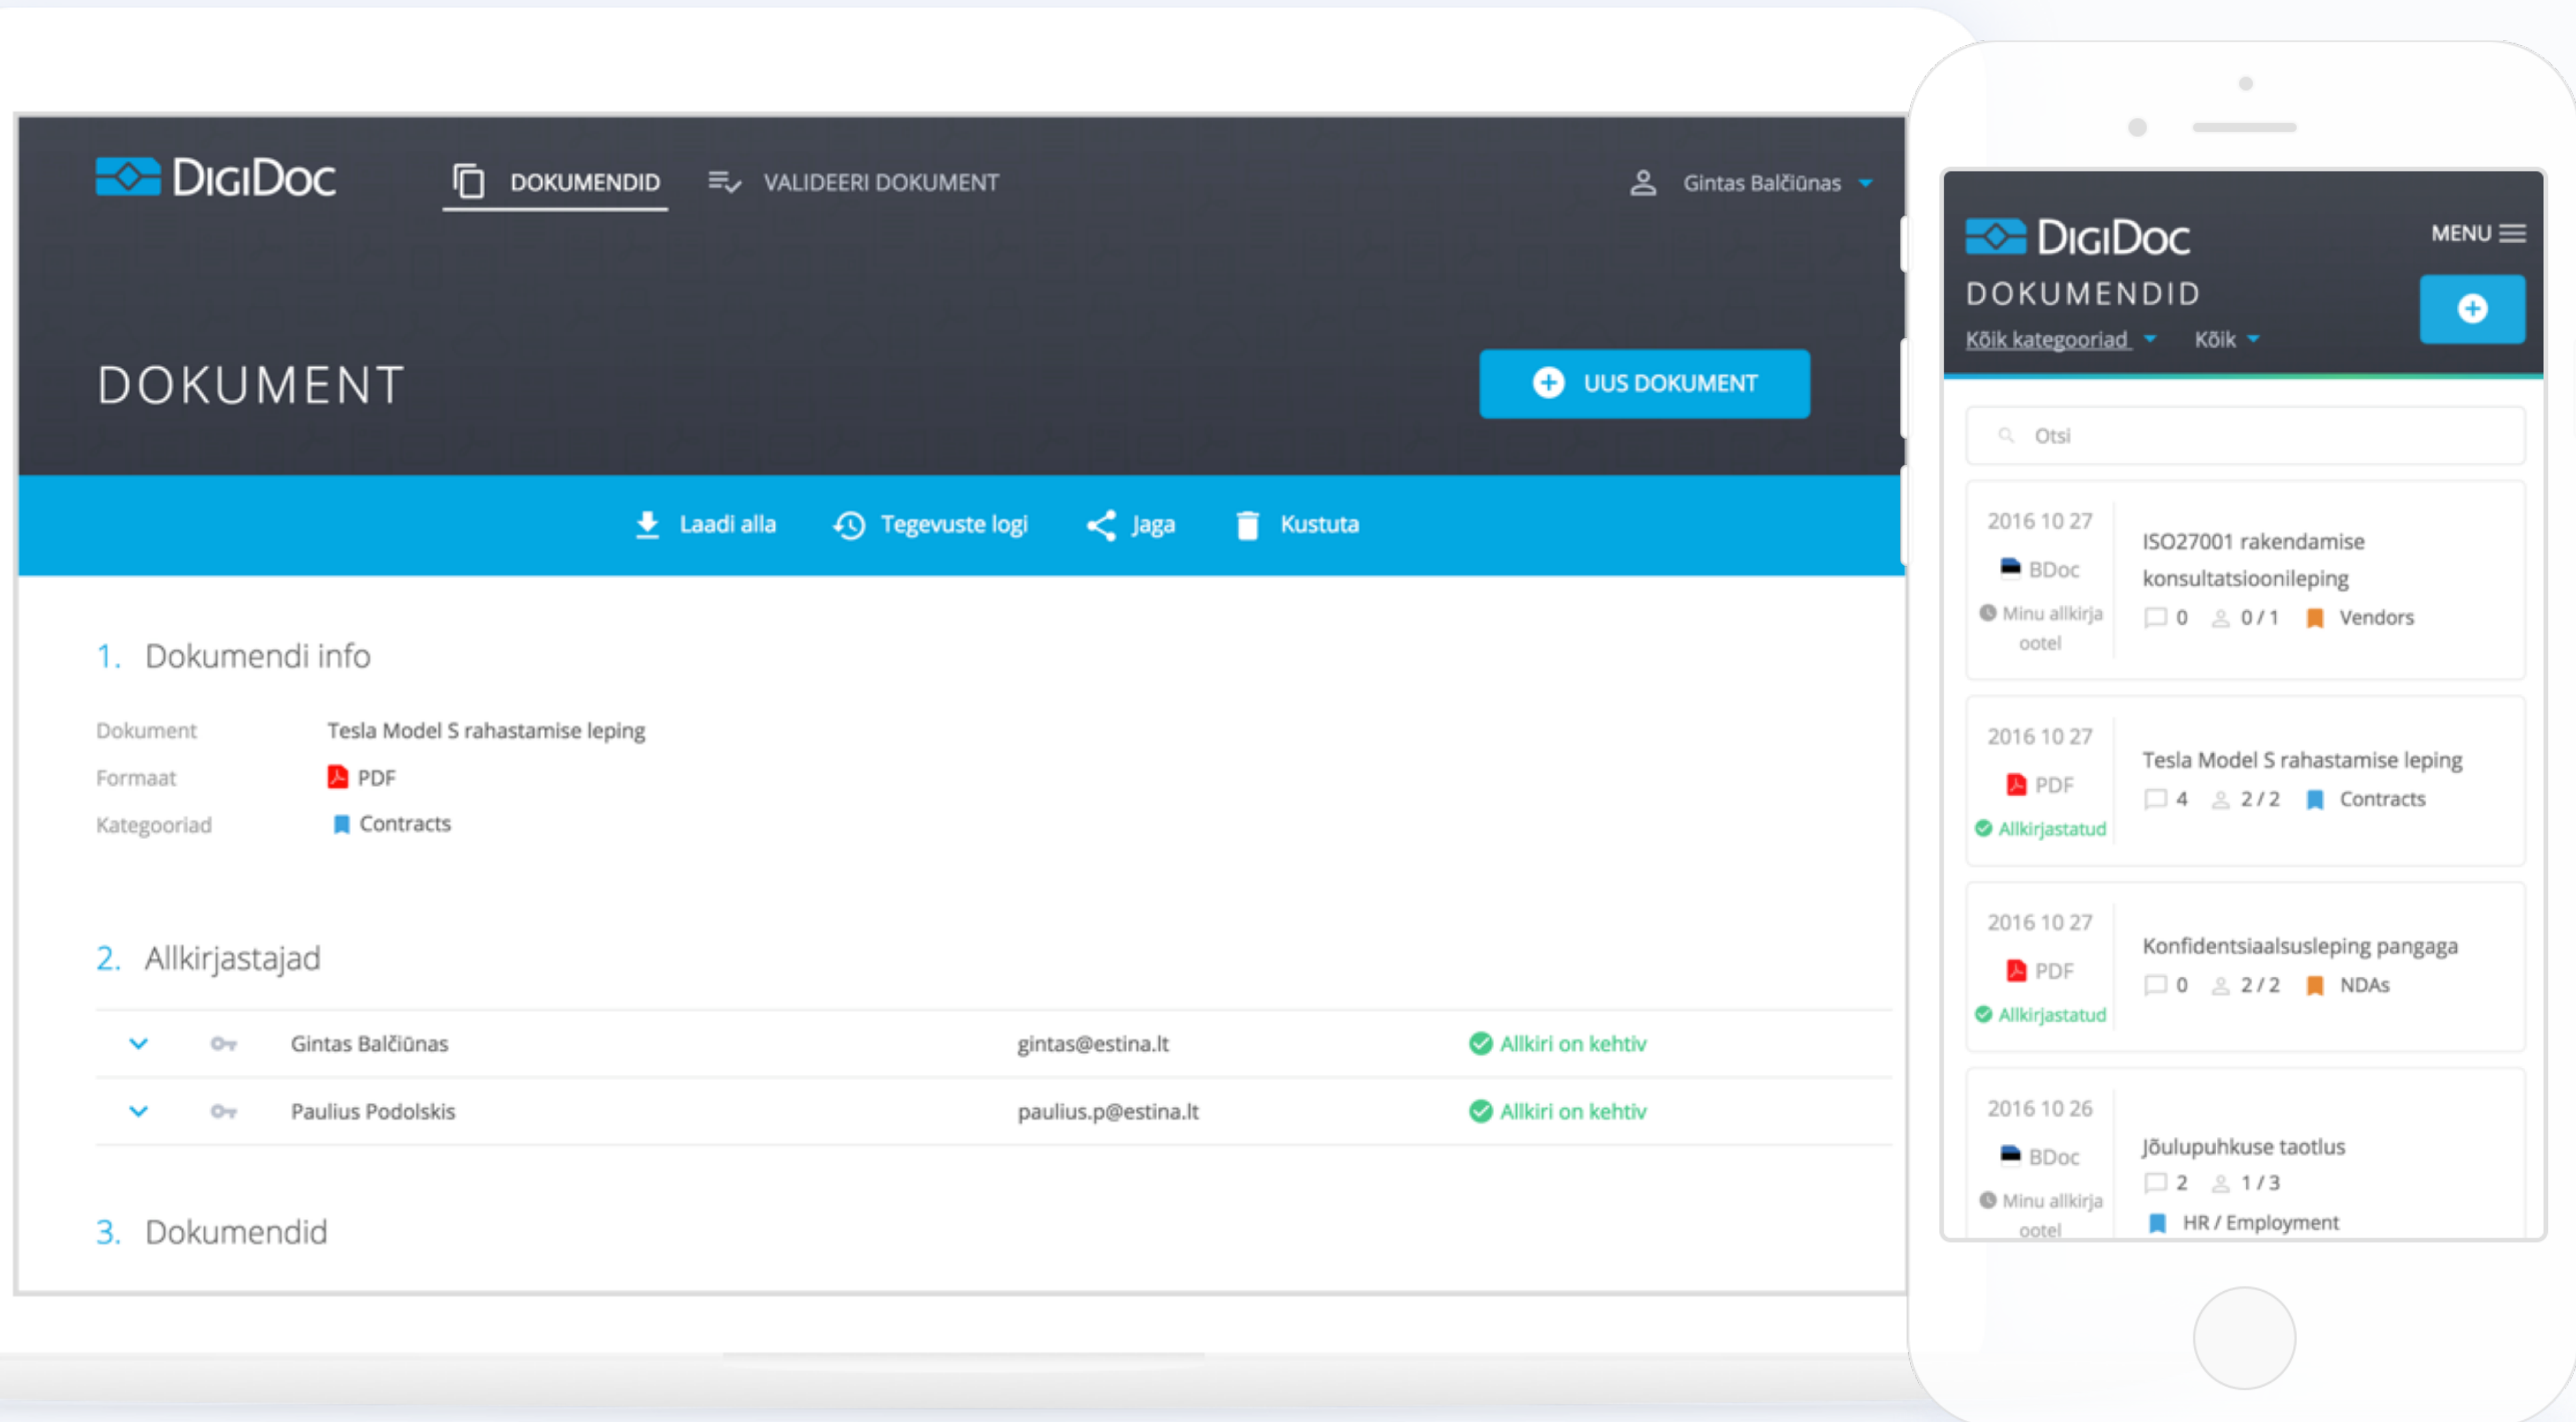 DIGIDOC
DOKUMENDID VALIDEERI DOKUMENT Gintas Balčiūnas
DOKUMENT UUS DOKUMENT
Laadi alla Tegevuste logi Jaga Kustuta
1. Dokumendi info
Dokument Tesla Model S rahastamise leping
Formaat PDF
Kategooriad Contracts
2. Allkirjastajad
Gintas Balčiūnas gintas@estina.lt Allkiri on kehtiv
Paulius Podolskis paulius.p@estina.lt Allkiri on kehtiv
3. Dokumendid
DIGIDOC MENU
DOKUMENDID
Kõik kategooriad Kõik
Otsi
2016 10 27
BDoc
Minu allkirja
ootel
ISO27001 rakendamise
konsultatsioonileping
0 0 / 1 Vendors
2016 10 27
PDF
Allkirjastatud
Tesla Model S rahastamise leping
4 2 / 2 Contracts
2016 10 27
PDF
Allkirjastatud
Konfidentsiaalsusleping pangaga
0 2 / 2 NDAs
2016 10 26
BDoc
Minu allkirja
ootel
Jõulupuhkuse taotlus
2 1 / 3
HR / Employment